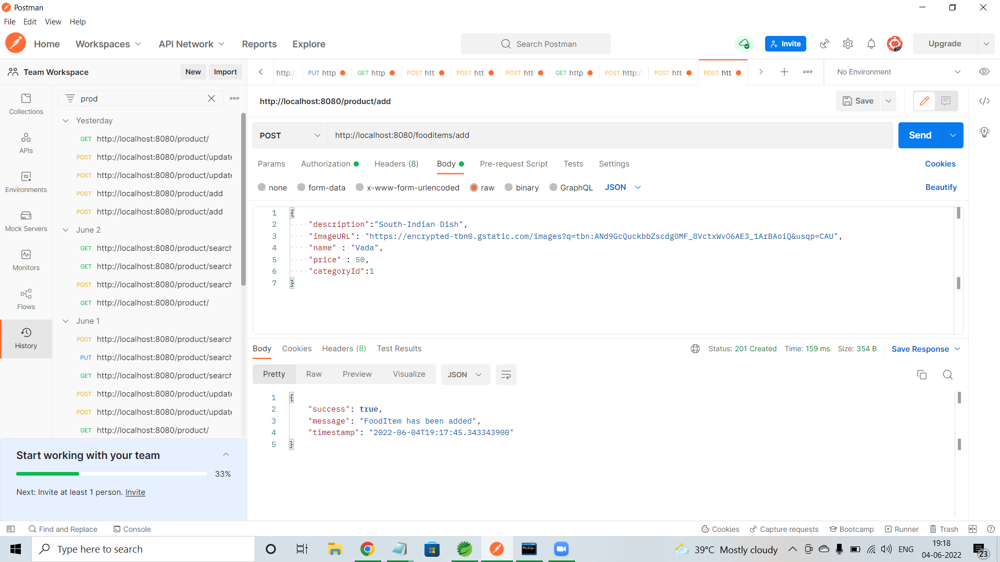 Postman
File Edit View Help
Home Workspaces API Network Reports Explore
Search Postman
Invite
Upgrade
Team Workspace
New
Import
http:/ PUT http GET http POST htt POST htt POST htt GET http POST http:/ POST htt POST htt
No Environment
Collections
APIs
Environments
Mock Servers
Monitors
Flows
History
prod
Yesterday
GET http://localhost:8080/product/
POST http://localhost:8080/product/update
POST http://localhost:8080/product/update
POST http://localhost:8080/product/add
POST http://localhost:8080/product/add
June 2
GET http://localhost:8080/product/search
GET http://localhost:8080/product/search
POST http://localhost:8080/product/search
GET http://localhost:8080/product/
June 1
POST http://localhost:8080/product/search
PUT http://localhost:8080/product/search
GET http://localhost:8080/product/search
POST http://localhost:8080/product/update
POST http://localhost:8080/product/update
GET http://localhost:8080/product/
Start working with your team
33%
Next: Invite at least 1 person. Invite
http://localhost:8080/product/add
Save
POST
http://localhost:8080/fooditems/add
Send
Params Authorization Headers (8) Body Pre-request Script Tests Settings
Cookies
none form-data x-www-form-urlencoded raw binary GraphQL JSON
Beautify
1 {
2 "description":"South-Indian Dish",
3 "imageURL": "https://encrypted-tbn0.gstatic.com/images?q=tbn:ANd9GcQuckbbZscdgOMF_8VctxWvO6AE3_1ArBAoiQ&usqp=CAU",
4 "name" : "Vada",
5 "price" : 50,
6 "categoryId":1
7 }
Body Cookies Headers (8) Test Results
Status: 201 Created Time: 159 ms Size: 354 B
Save Response
Pretty Raw Preview Visualize JSON
1 {
2 "success": true,
3 "message": "FoodItem has been added",
4 "timestamp": "2022-06-04T19:17:45.343343900"
5 }
Find and Replace Console
Cookies Capture requests Bootcamp Runner Trash
Type here to search
MySQL
39°C Mostly cloudy
ENG
19:18
04-06-2022
23